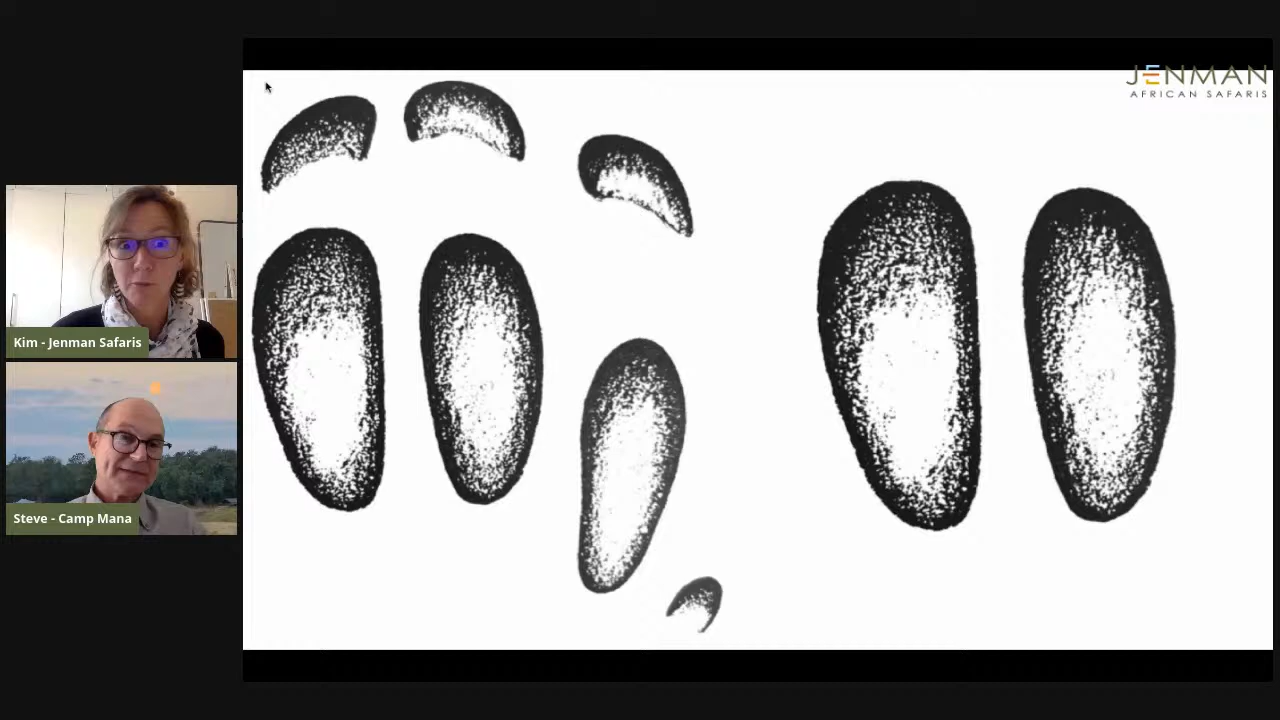 JENMAN
AFRICAN SAFARIS
Kim - Jenman Safaris
Steve - Camp Mana